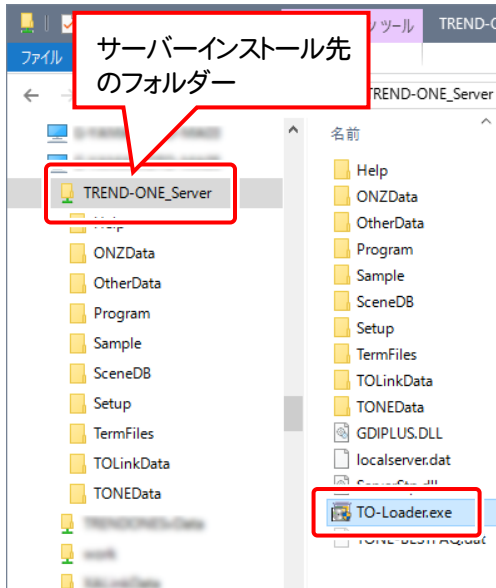 ツール
TREND-O
サーバーインストール先
のフォルダー
ファイル
TREND-ONE_Server
名前
TREND-ONE_Server
Help
ONZData
OtherData
Program
Sample
SceneDB
Setup
TermFiles
TOLinkData
TONEData
Help
ONZData
OtherData
Program
Sample
SceneDB
Setup
TermFiles
TOLinkData
TONEData
GDIPLUS.DLL
localserver.dat
TO-Loader.exe